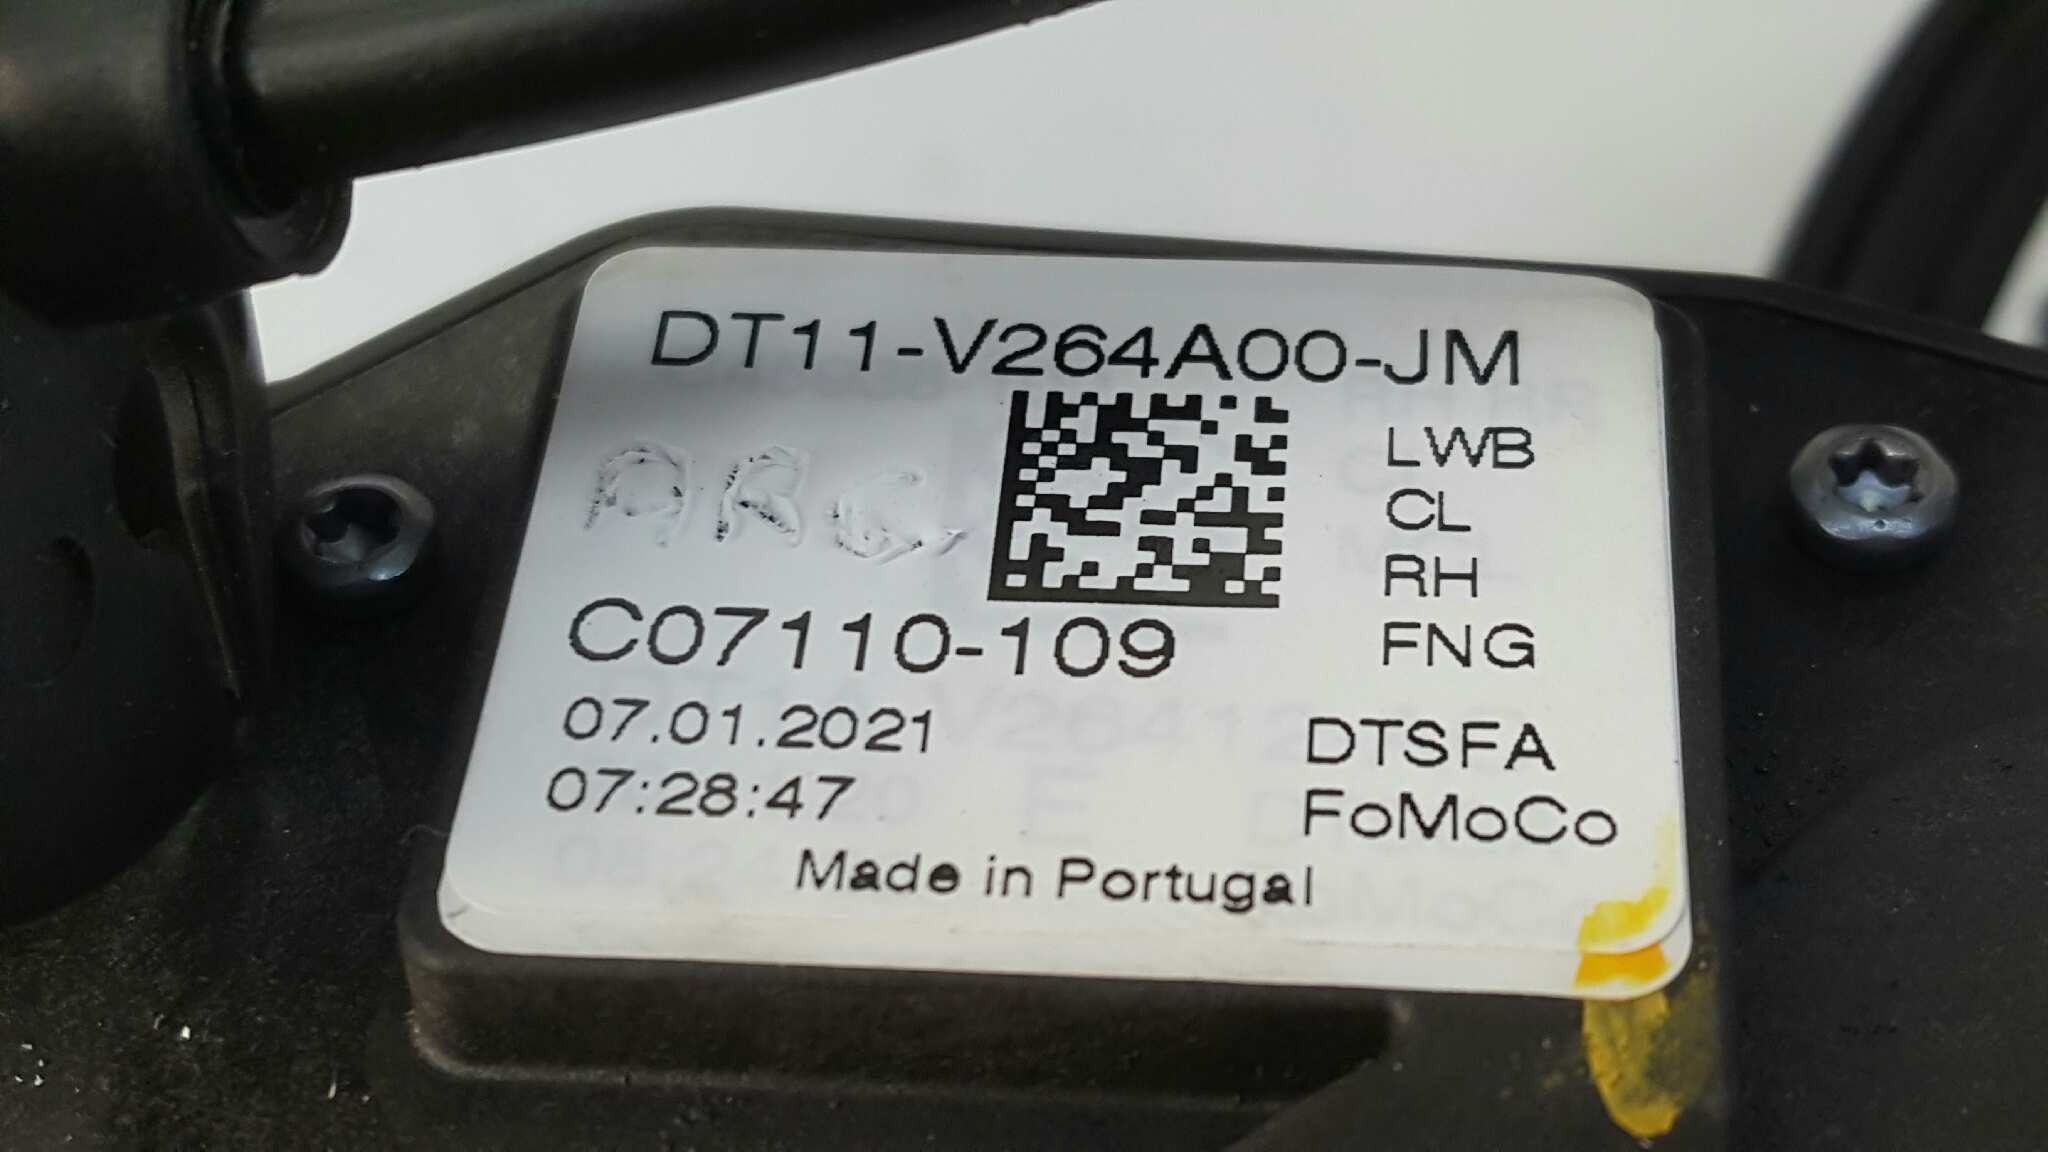 DT11-V264A00-JM
ARG
LWB
CL
RH
FNG
C07110-109
07.01.2021
07:28:47
DTSFA
FoMoCo
Made in Portugal